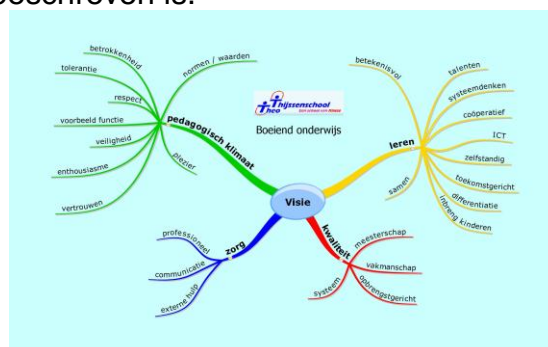 beschreven is.
betrokkenheid
tolerantie
respect
voorbeeld functie
veiligheid
enthousiasme
vertrouwen
normen / waarden
plezier
pedagogisch klimaat
Theo Thijssenschool
Boeiend onderwijs
Visie
betekenisvol
talenten
systeemdenken
coöperatief
ICT
zelfstandig
toekomstgericht
differentiatie
inbreng kinderen
samen
leren
professioneel
communicatie
externe hulp
zorg
kwaliteit
meesterschap
vakmanschap
opbrengstgericht
systeem